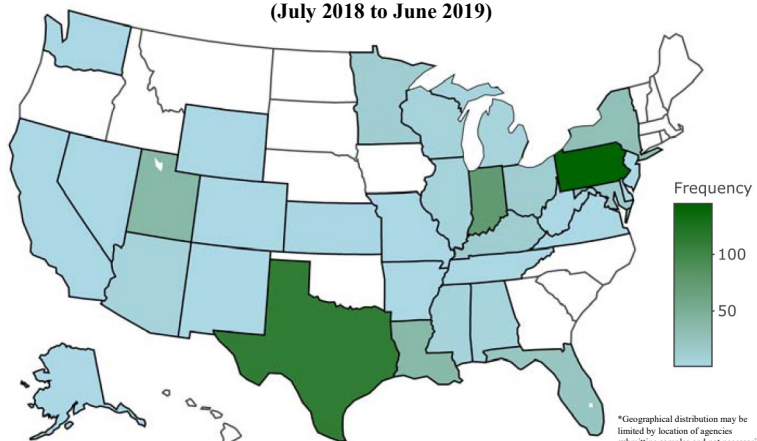 (July 2018 to June 2019)
Frequency
100
50
*Geographical distribution may be
limited by location of agencies